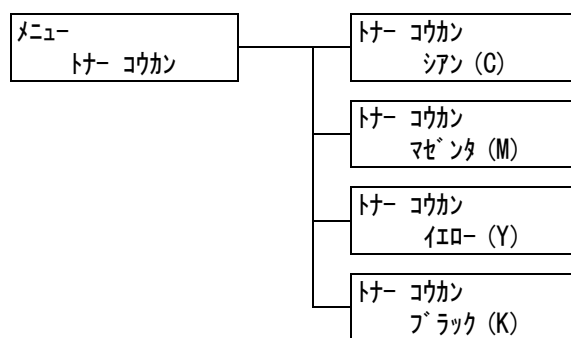 ﾒﾆｭｰ
ﾄﾅｰ ｺｳｶﾝ
ﾄﾅｰ ｺｳｶﾝ
ｼｱﾝ (C)
ﾄﾅｰ ｺｳｶﾝ
ﾏｾﾞﾝﾀ (M)
ﾄﾅｰ ｺｳｶﾝ
ｲｴﾛｰ (Y)
ﾄﾅｰ ｺｳｶﾝ
ﾌﾞﾗｯｸ (K)